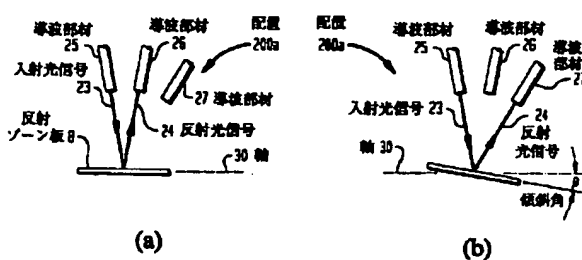 導波部材
25
導波部材
26
配置
200a
入射光信号
23
27 導波部材
反射
ゾーン板 8
24 反射光信号
30 軸
(a)
配置
200a
導波部材
25
導波部材
26
導波
部材
27
入射光信号
23
24
反射
光信号
軸 30
θ
傾斜角
(b)